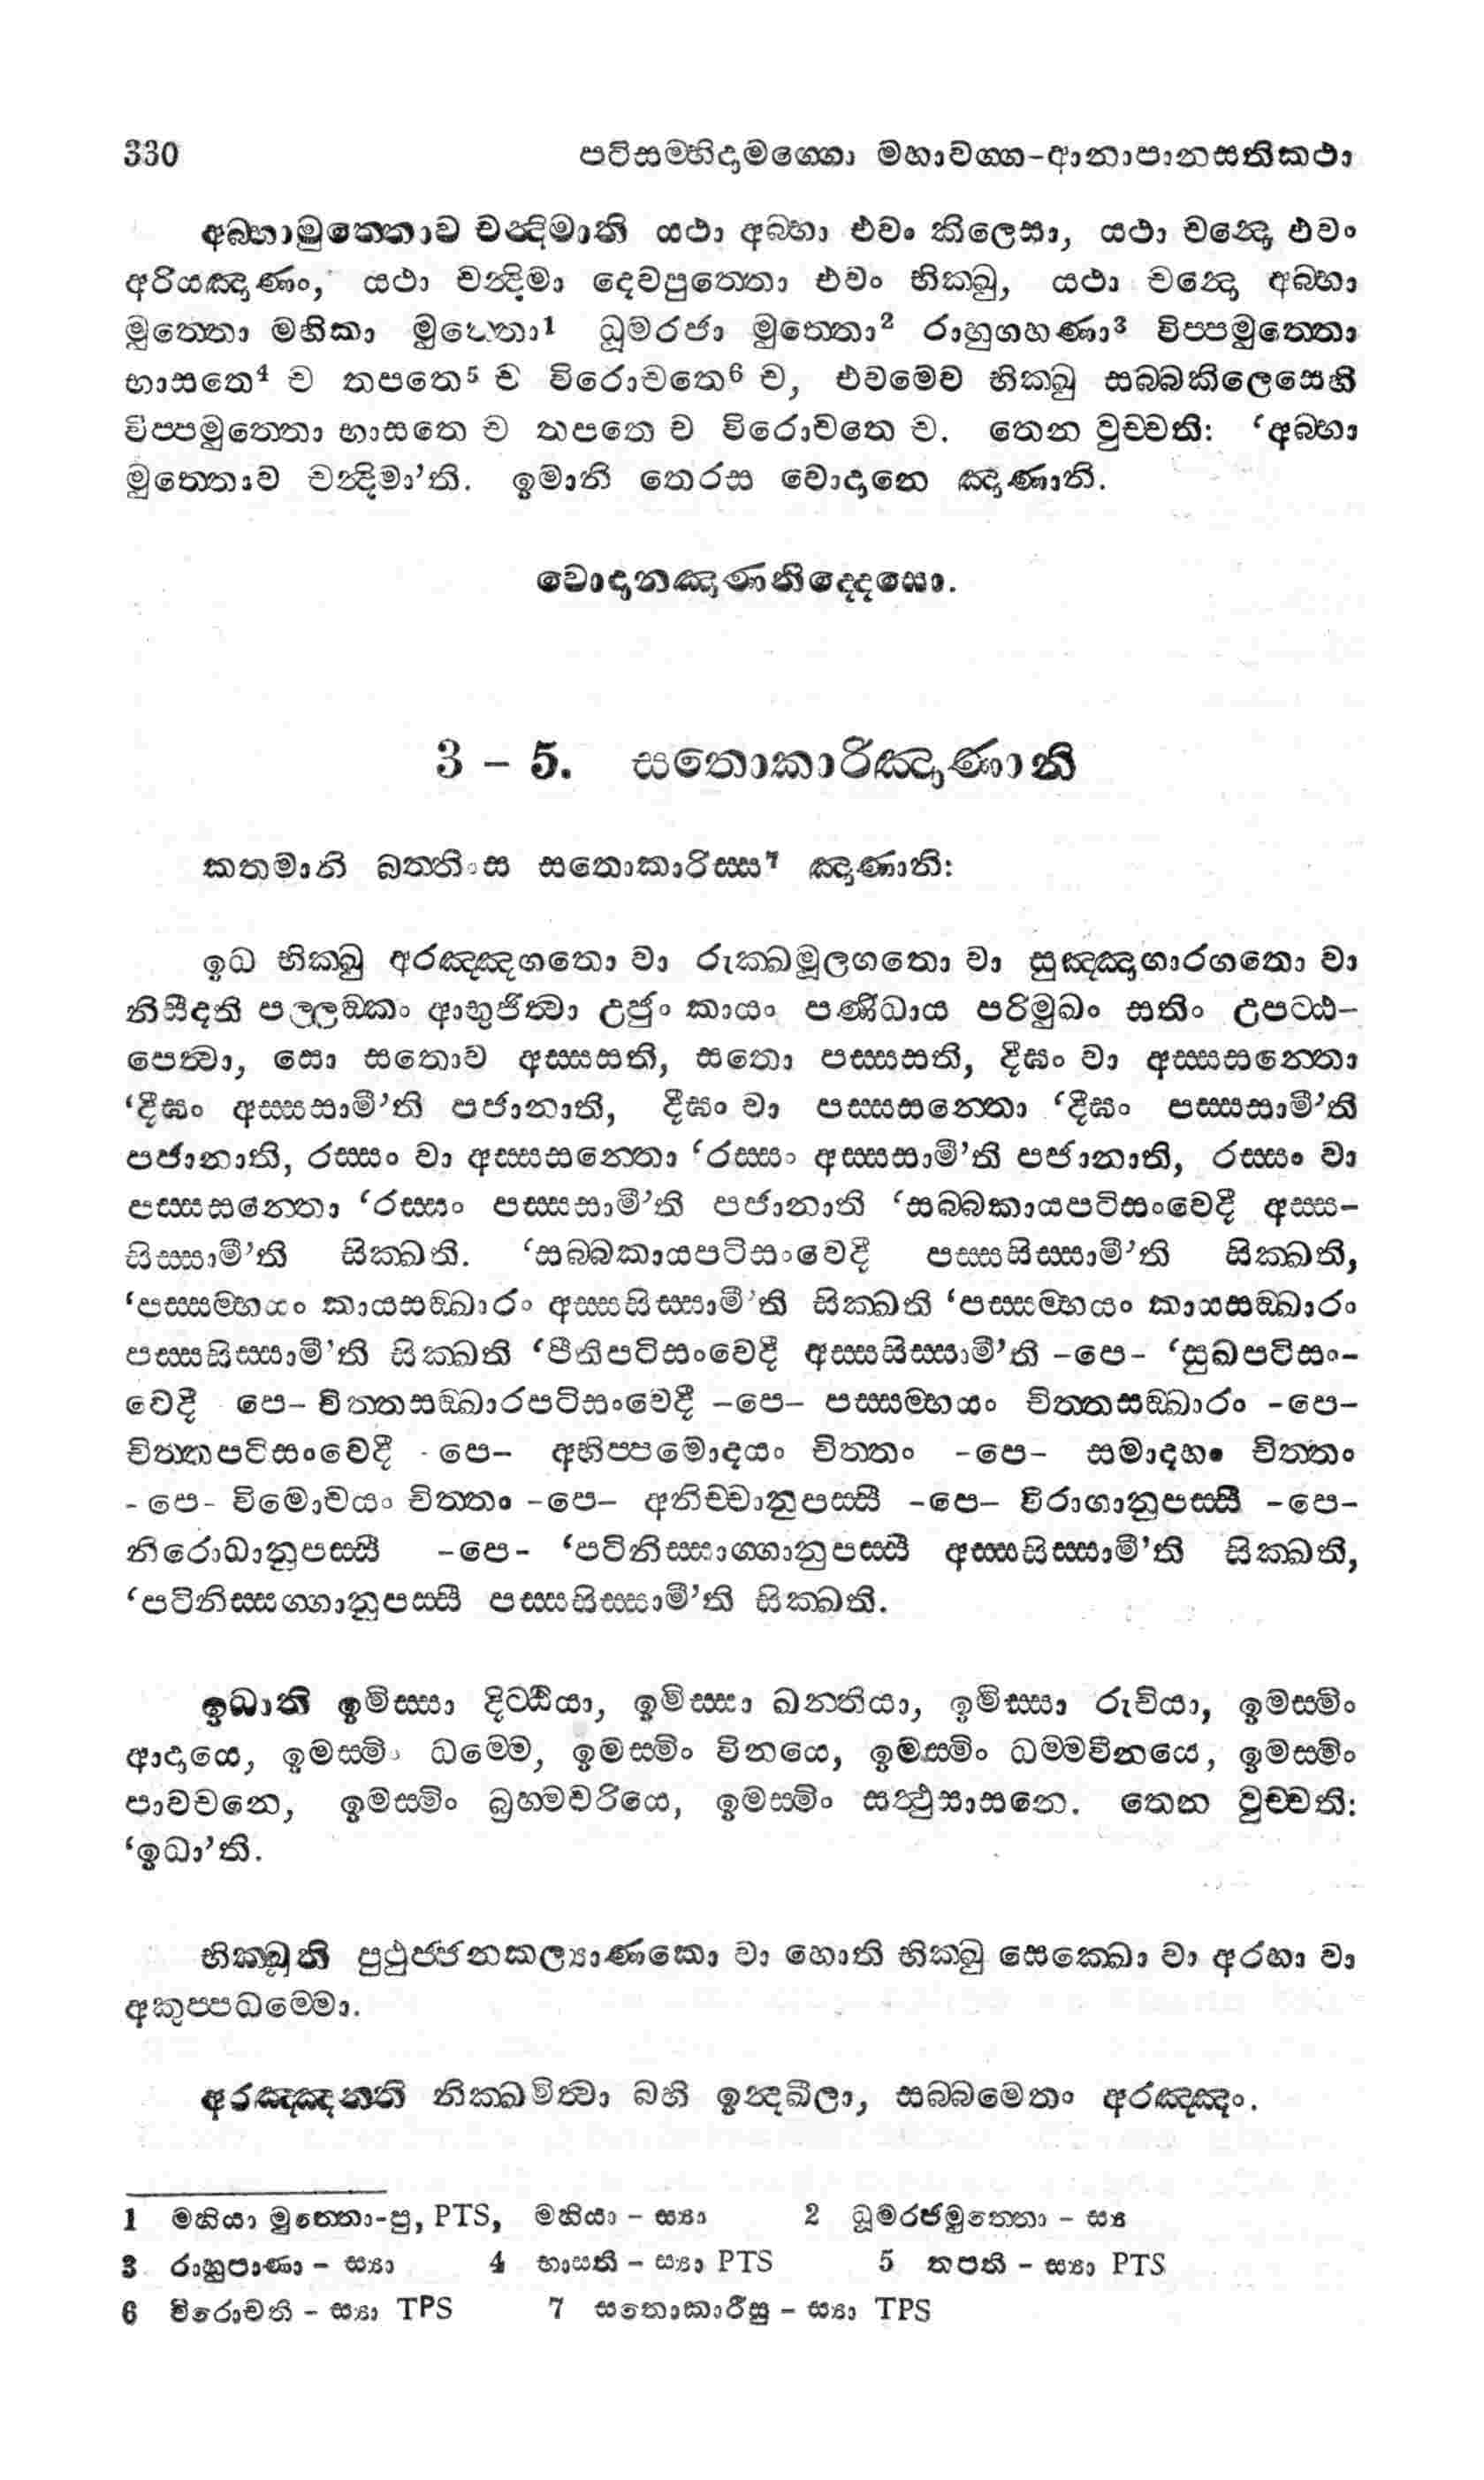 330 පටිසම්භිදාමග්ගො මහාවග්ග-ආනාපානසතිකථා
අබ්භාමුත්තොව චන්දිමාති යථා අබ්භා එවං කිලෙසා, යථා චන්දො එවං
අරියඤාණං, යථා චන්දිමා දෙවපුත්තො එවං භික්ඛු, යථා චන්දො අබ්භා
මුත්තො මහිකා මුත්තො1 ධූමරජා මුත්තො2 රාහුගහණා3 විප්පමුත්තො
භාසතෙ4 ච තපතෙ5 ච විරොචතෙ6 ච, එවමෙව භික්ඛු සබ්බකිලෙසෙහි
විප්පමුත්තො භාසතෙ ච තපතෙ ච විරොචතෙ ච. තෙන වුච්චති: ‘අබ්භා
මුත්තොව චන්දිමා’ති. ඉමානි තෙරස වොදානෙ ඤාණානි.
වොදානඤාණනිද්දෙසො.
3 – 5. සතොකාරිඤාණානි
කතමානි බත්තිංස සතොකාරිස්ස7 ඤාණානි:
ඉධ භික්ඛු අරඤ්ඤගතො වා රුක්ඛමූලගතො වා සුඤ්ඤාගාරගතො වා
නිසීදති පල්ලඞ්කං ආභුජිත්වා උජුං කායං පණිධාය පරිමුඛං සතිං උපට්ඨ-
පෙත්වා, සො සතොව අස්සසති, සතො පස්සසති, දීඝං වා අස්සසන්තො
‘දීඝං අස්සසාමී’ති පජානාති, දීඝං වා පස්සසන්තො ‘දීඝං පස්සසාමී’ති
පජානාති, රස්සං වා අස්සසන්තො ‘රස්සං අස්සසාමී’ති පජානාති, රස්සං වා
පස්සසන්තො ‘රස්සං පස්සසාමී’ති පජානාති ‘සබ්බකායපටිසංවෙදී අස්ස-
සිස්සාමී’ති සික්ඛති. ‘සබ්බකායපටිසංවෙදී පස්සසිස්සාමී’ති සික්ඛති,
‘පස්සම්භයං කායසඞ්ඛාරං අස්සසිස්සාමී’ති සික්ඛති ‘පස්සම්භයං කායසඞ්ඛාරං
පස්සසිස්සාමී’ති සික්ඛති ‘පීතිපටිසංවෙදී අස්සසිස්සාමී’ති –පෙ– ‘සුඛපටිසං-
වෙදී පෙ– චිත්තසඞ්ඛාරපටිසංවෙදී –පෙ– පස්සම්භයං චිත්තසඞ්ඛාරං –පෙ–
චිත්තපටිසංවෙදී -පෙ– අභිප්පමොදයං චිත්තං –පෙ– සමාදහං චිත්තං
-පෙ- විමොචයං චිත්තං –පෙ– අනිච්චානුපස්සී –පෙ– විරාගානුපස්සී –පෙ–
නිරොධානුපස්සී –පෙ– ‘පටිනිස්සාග්ගානුපස්සී අස්සසිස්සාමී’ති සික්ඛති,
‘පටිනිස්සග්ගානුපස්සී පස්සසිස්සාමී’ති සික්ඛති.
ඉධාති ඉමිස්සා දිට්ඨියා, ඉමිස්සා ඛන්තියා, ඉමිස්සා රුචියා, ඉමස්මිං
ආදායෙ, ඉමස්මිං ධම්මෙ, ඉමස්මිං විනයෙ, ඉමස්මිං ධම්මවිනයෙ, ඉමස්මිං
පාවචනෙ, ඉමස්මිං බ්‍රහ්මචරියෙ, ඉමස්මිං සත්ථුසාසනෙ. තෙන වුච්චති:
‘ඉධා’ති.
භික්ඛූති පුථුජ්ජනකල්‍යාණකො වා හොති භික්ඛු සෙක්ඛො වා අරහා වා
අකුප්පධම්මො.
අරඤ්ඤන්ති නික්ඛමිත්වා බහි ඉන්දඛීලා, සබ්බමෙතං අරඤ්ඤං.
1 මහියා මුත්තො-පු, PTS, මහියා – ස්‍යා 2 ධූමරජමුත්තො – ස්‍ය
3 රාහුපාණා – ස්‍යා 4 භාසති – ස්‍යා PTS 5 තපති – ස්‍යා PTS
6 විරොචති – ස්‍යා TPS 7 සතොකාරීසු – ස්‍යා TPS